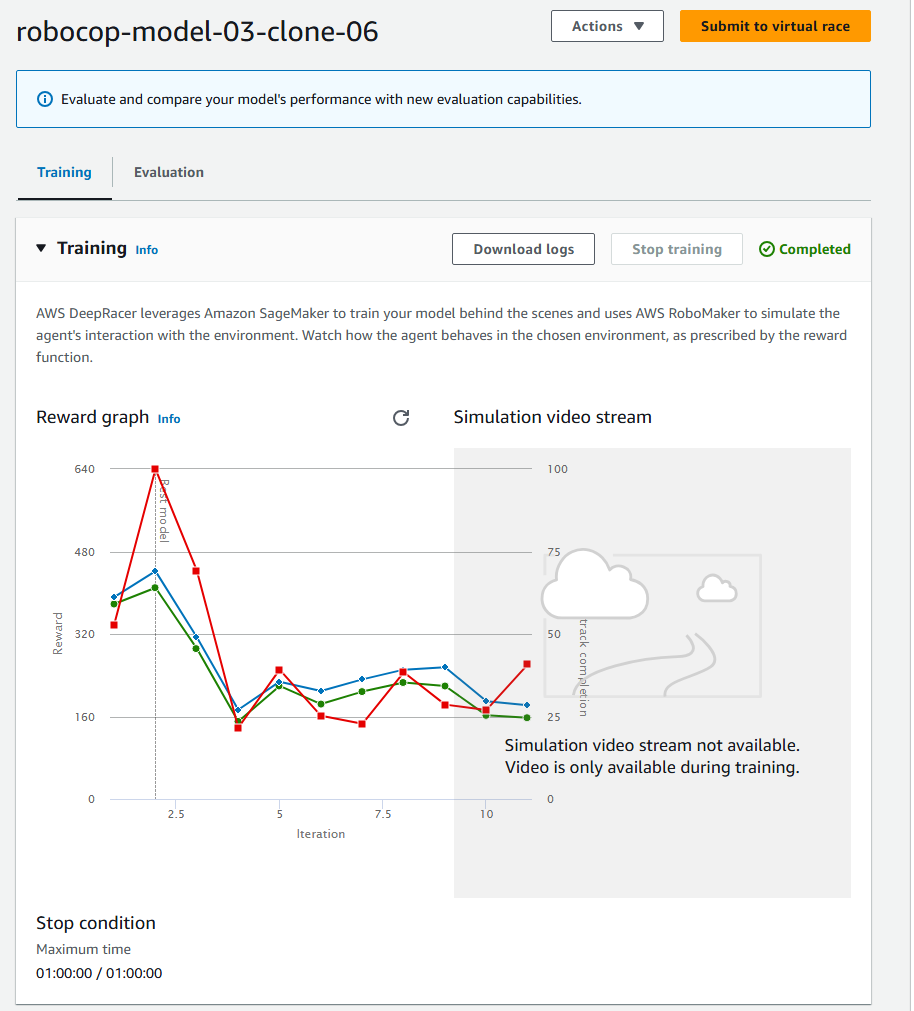 robocop-model-03-clone-06
Actions
Submit to virtual race
Evaluate and compare your model's performance with new evaluation capabilities.
Training
Evaluation
Training Info
Download logs
Stop training
Completed
AWS DeepRacer leverages Amazon SageMaker to train your model behind the scenes and uses AWS RoboMaker to simulate the
agent's interaction with the environment. Watch how the agent behaves in the chosen environment, as prescribed by the reward
function.
Reward graph Info
Simulation video stream
640
480
320
160
0
Reward
Best model
100
75
50
25
0
track completion
2.5
5
7.5
10
Iteration
Simulation video stream not available.
Video is only available during training.
Stop condition
Maximum time
01:00:00 / 01:00:00